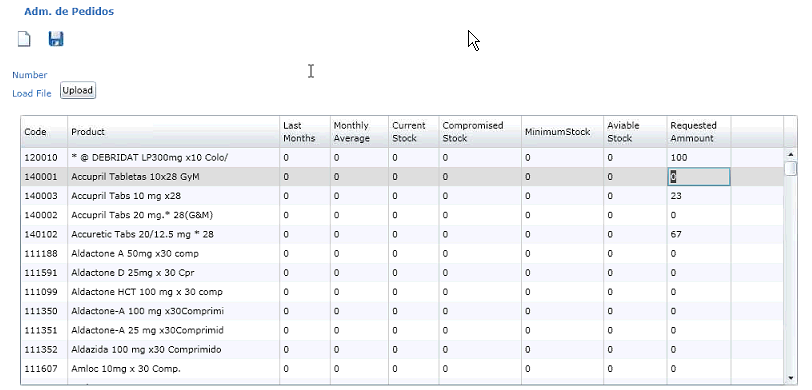 Adm. de Pedidos
Number
Load File Upload
Code Product Last Months Monthly Average Current Stock Compromised Stock MinimumStock Aviable Stock Requested Ammount
120010 * @ DEBRIDAT LP300mg x10 Colo/ 0 0 0 0 0 0 100
140001 Accupril Tabletas 10x28 GyM 0 0 0 0 0 0 0
140003 Accupril Tabs 10 mg x28 0 0 0 0 0 0 23
140002 Accupril Tabs 20 mg.* 28(G&M) 0 0 0 0 0 0 0
140102 Accuretic Tabs 20/12.5 mg * 28 0 0 0 0 0 0 67
111188 Aldactone A 50mg x30 comp 0 0 0 0 0 0 0
111591 Aldactone D 25mg x 30 Cpr 0 0 0 0 0 0 0
111099 Aldactone HCT 100 mg x 30 comp 0 0 0 0 0 0 0
111350 Aldactone-A 100 mg x30Comprimi 0 0 0 0 0 0 0
111351 Aldactone-A 25 mg x30Comprimid 0 0 0 0 0 0 0
111352 Aldazida 100 mg x30 Comprimido 0 0 0 0 0 0 0
111607 Amloc 10mg x 30 Comp. 0 0 0 0 0 0 0